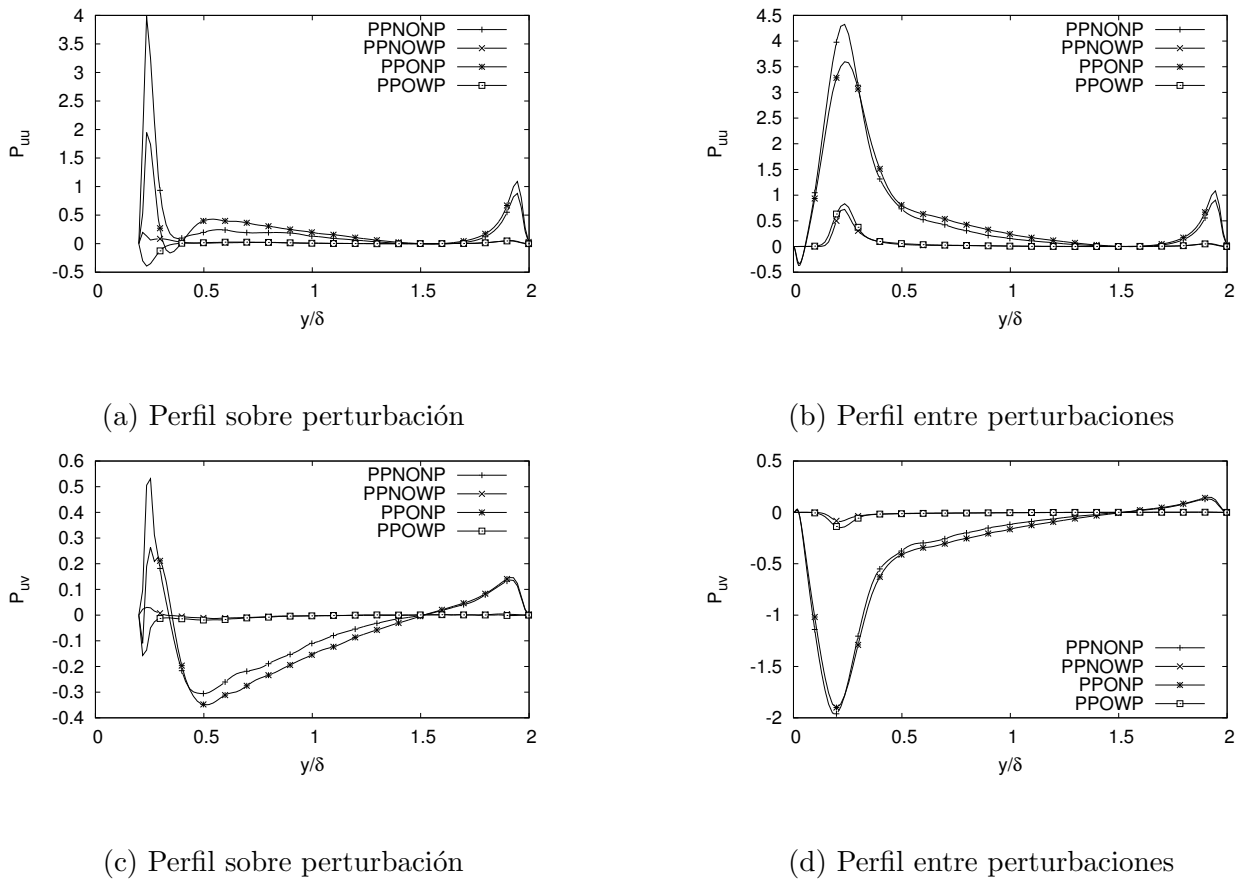 4
3.5
3
2.5
2
1.5
1
0.5
0
-0.5
0 0.5 1 1.5 2
P_uu
y/δ
PPNONP
PPNOWP
PPONP
PPOWP
(a) Perfil sobre perturbación
4.5
4
3.5
3
2.5
2
1.5
1
0.5
0
-0.5
0 0.5 1 1.5 2
P_uu
y/δ
PPNONP
PPNOWP
PPONP
PPOWP
(b) Perfil entre perturbaciones
0.6
0.5
0.4
0.3
0.2
0.1
0
-0.1
-0.2
-0.3
-0.4
0 0.5 1 1.5 2
P_uv
y/δ
PPNONP
PPNOWP
PPONP
PPOWP
(c) Perfil sobre perturbación
0.5
0
-0.5
-1
-1.5
-2
0 0.5 1 1.5 2
P_uv
y/δ
PPNONP
PPNOWP
PPONP
PPOWP
(d) Perfil entre perturbaciones